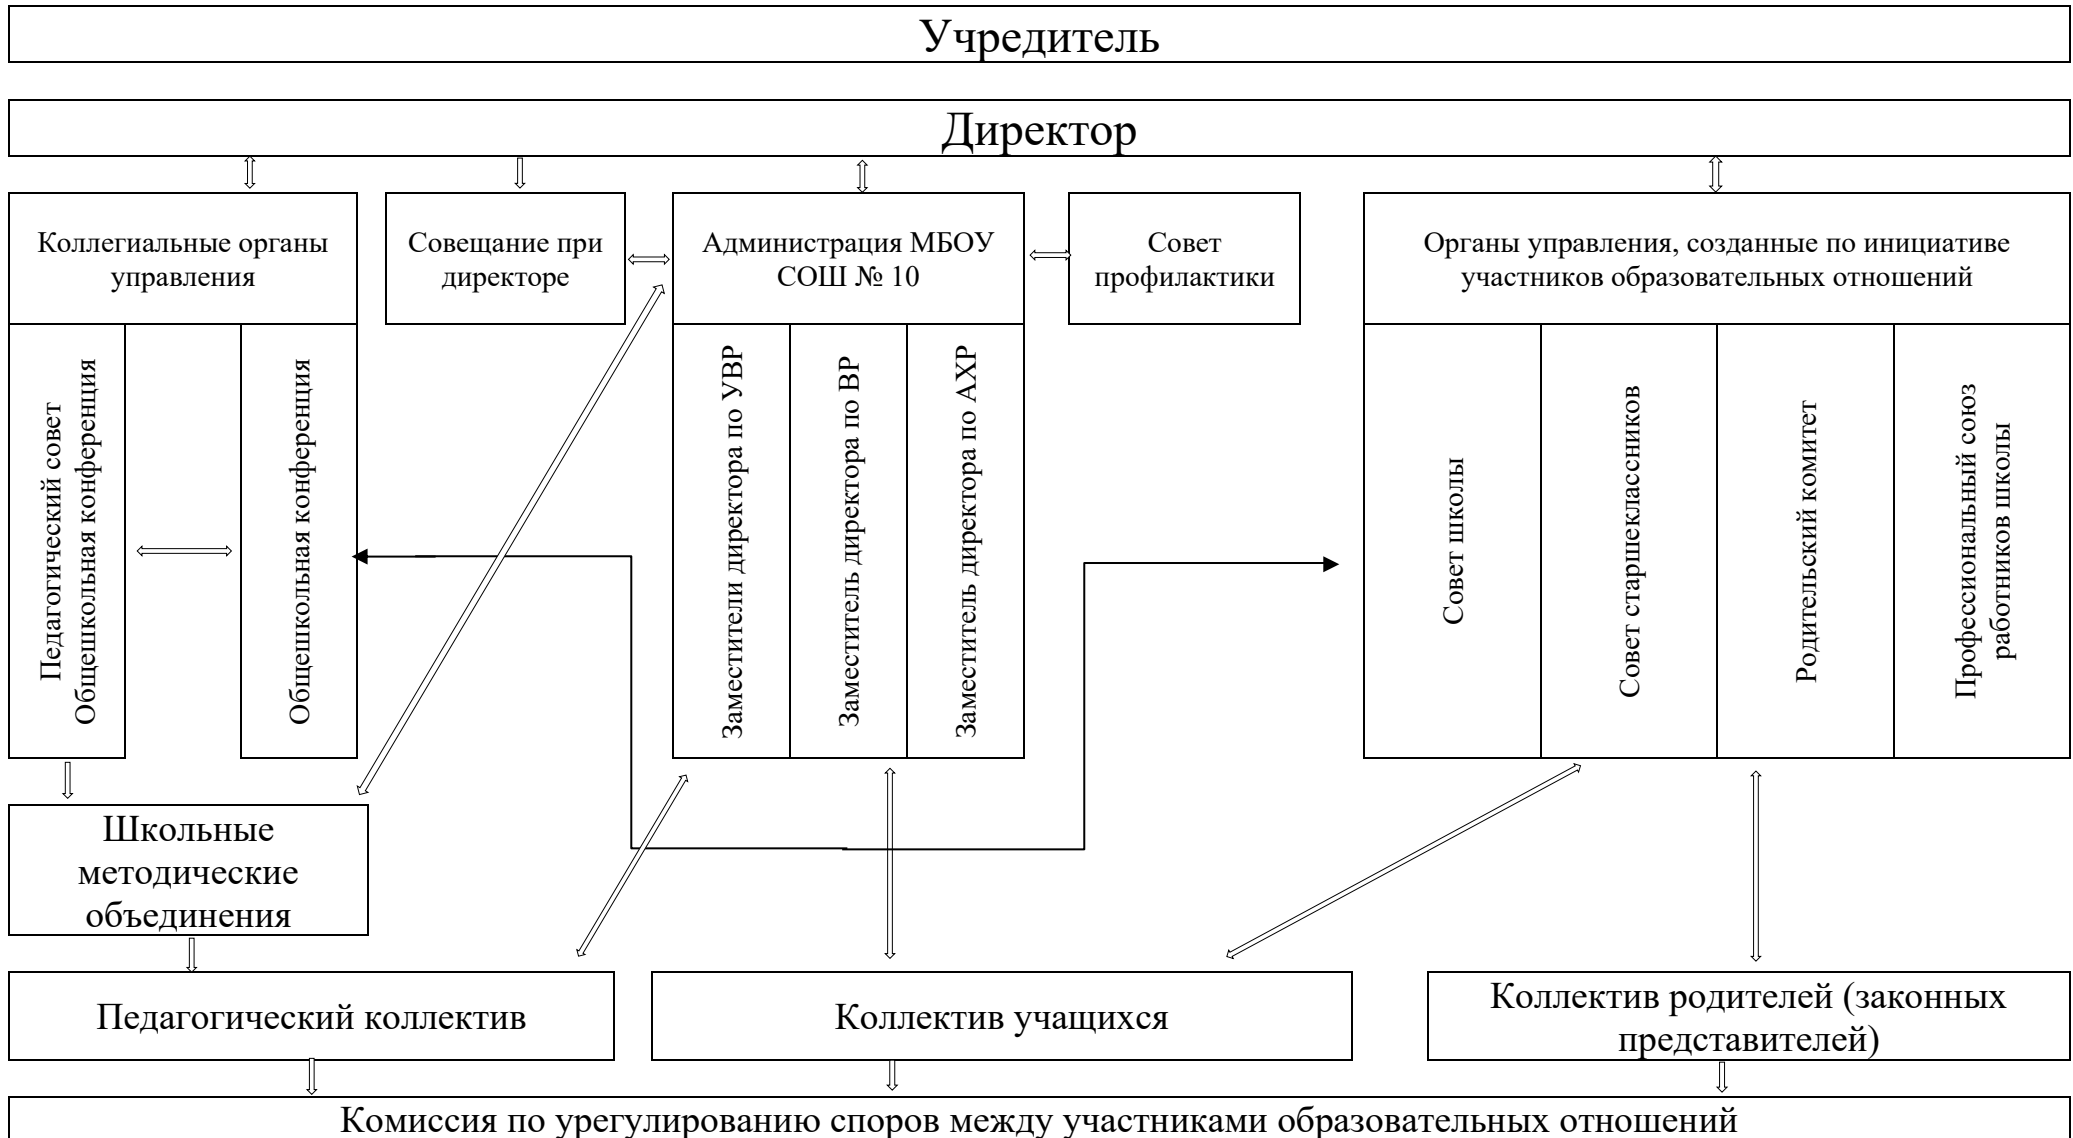 Учредитель
Директор
Коллегиальные органы
управления
Совещание при
директоре
Администрация МБОУ
СОШ № 10
Совет
профилактики
Органы управления, созданные по инициативе
участников образовательных отношений
Педагогический совет
Общешкольная конференция
Общешкольная конференция
Заместители директора по УВР
Заместитель директора по ВР
Заместитель директора по АХР
Совет школы
Совет старшеклассников
Родительский комитет
Профессиональный союз
работников школы
Школьные
методические
объединения
Педагогический коллектив
Коллектив учащихся
Коллектив родителей (законных
представителей)
Комиссия по урегулированию споров между участниками образовательных отношений